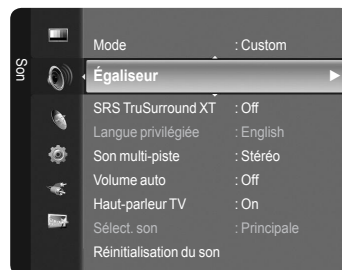 Son
Mode : Custom
Égaliseur
SRS TruSurround XT : Off
Langue privilégiée : English
Son multi-piste : Stéréo
Volume auto : Off
Haut-parleur TV : On
Sélect. son : Principale
Réinitialisation du son